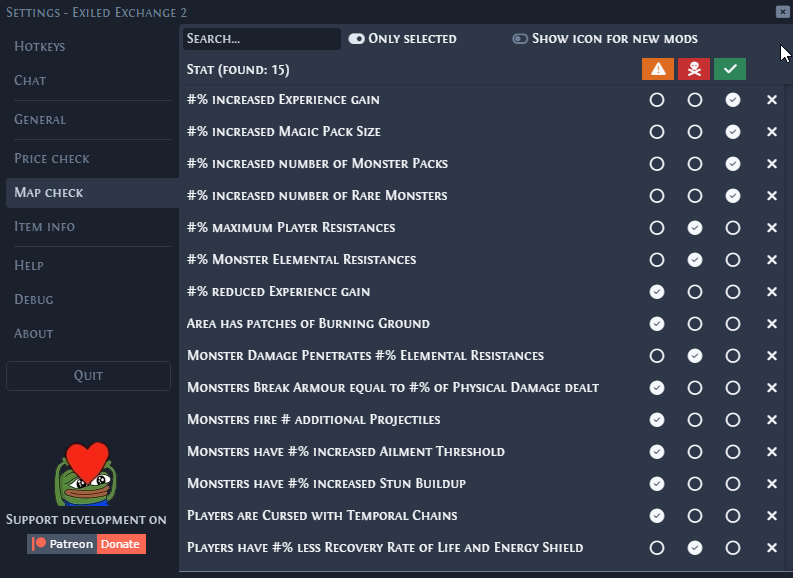 Settings - Exiled Exchange 2
Hotkeys
Chat
General
Price check
Map check
Item info
Help
Debug
About
Quit
Support development on
Patreon Donate
Search...
Only selected
Show icon for new mods
Stat (found: 15)
#% increased Experience gain
#% increased Magic Pack Size
#% increased number of Monster Packs
#% increased number of Rare Monsters
#% maximum Player Resistances
#% Monster Elemental Resistances
#% reduced Experience gain
Area has patches of Burning Ground
Monster Damage Penetrates #% Elemental Resistances
Monsters Break Armour equal to #% of Physical Damage dealt
Monsters fire # additional Projectiles
Monsters have #% increased Ailment Threshold
Monsters have #% increased Stun Buildup
Players are Cursed with Temporal Chains
Players have #% less Recovery Rate of Life and Energy Shield